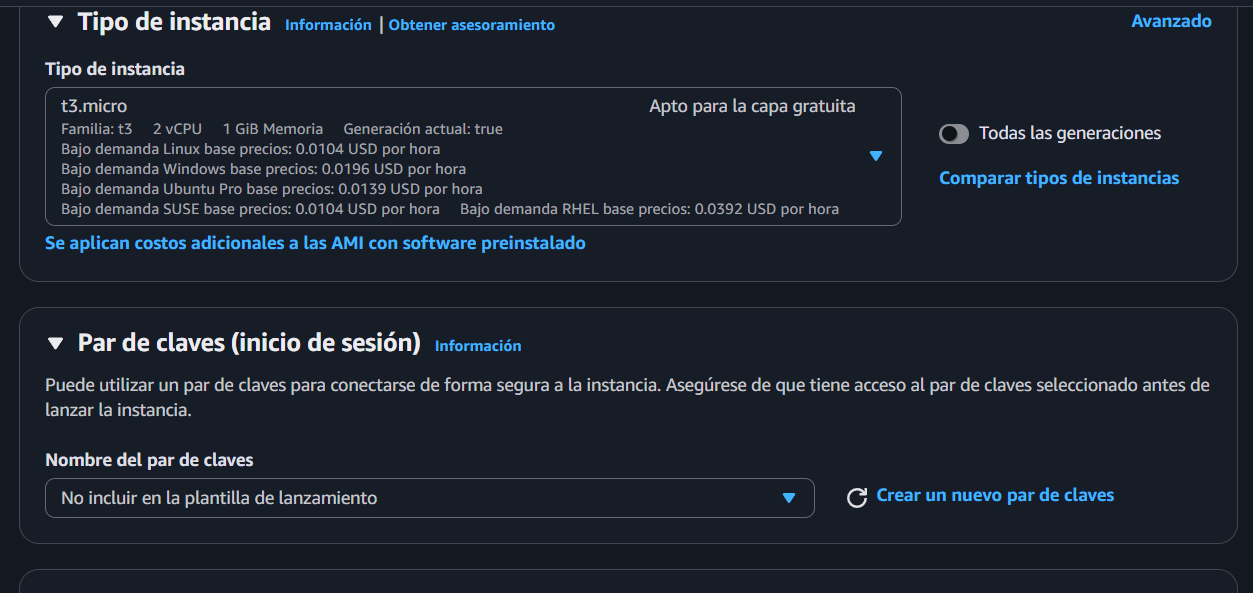 Tipo de instancia Información | Obtener asesoramiento Avanzado
Tipo de instancia
t3.micro Apto para la capa gratuita
Familia: t3 2 vCPU 1 GiB Memoria Generación actual: true
Bajo demanda Linux base precios: 0.0104 USD por hora
Bajo demanda Windows base precios: 0.0196 USD por hora
Bajo demanda Ubuntu Pro base precios: 0.0139 USD por hora
Bajo demanda SUSE base precios: 0.0104 USD por hora Bajo demanda RHEL base precios: 0.0392 USD por hora
Todas las generaciones
Comparar tipos de instancias
Se aplican costos adicionales a las AMI con software preinstalado
Par de claves (inicio de sesión) Información
Puede utilizar un par de claves para conectarse de forma segura a la instancia. Asegúrese de que tiene acceso al par de claves seleccionado antes de
lanzar la instancia.
Nombre del par de claves
No incluir en la plantilla de lanzamiento
Crear un nuevo par de claves